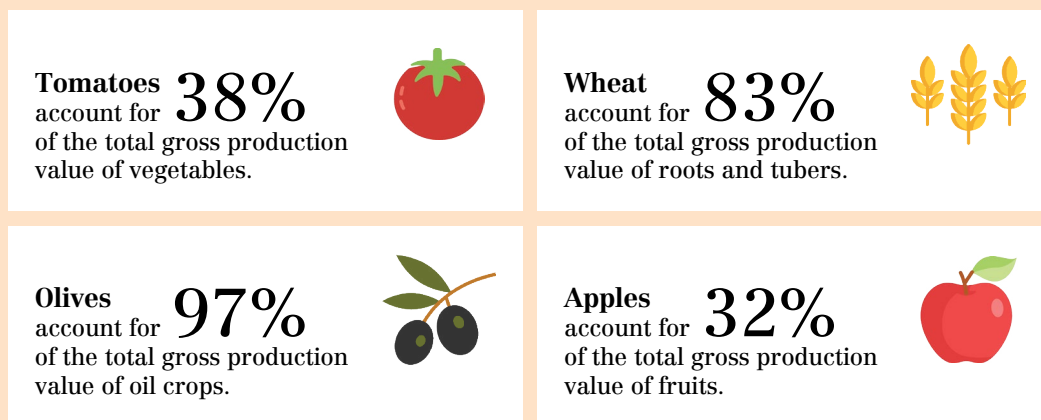 Tomatoes
account for 38%
of the total gross production
value of vegetables.
Wheat
account for 83%
of the total gross production
value of roots and tubers.
Olives
account for 97%
of the total gross production
value of oil crops.
Apples
account for 32%
of the total gross production
value of fruits.